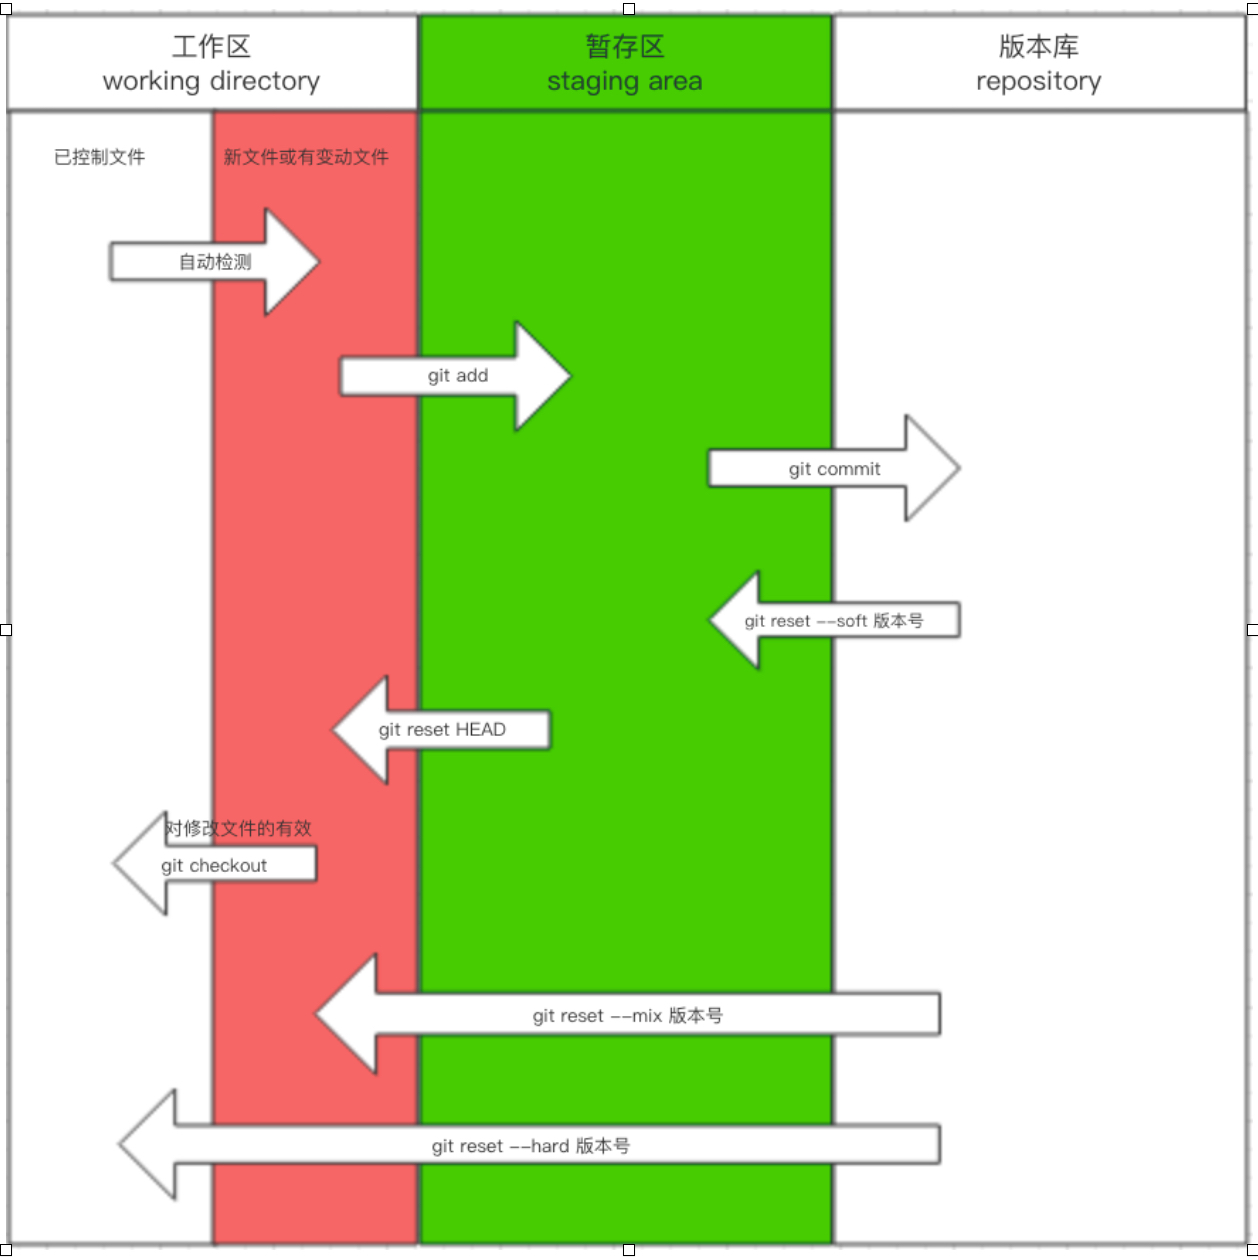 工作区
working directory
暂存区
staging area
版本库
repository
已控制文件
新文件或有变动文件
自动检测
git add
git commit
git reset --soft 版本号
git reset HEAD
对修改文件的有效
git checkout
git reset --mix 版本号
git reset --hard 版本号